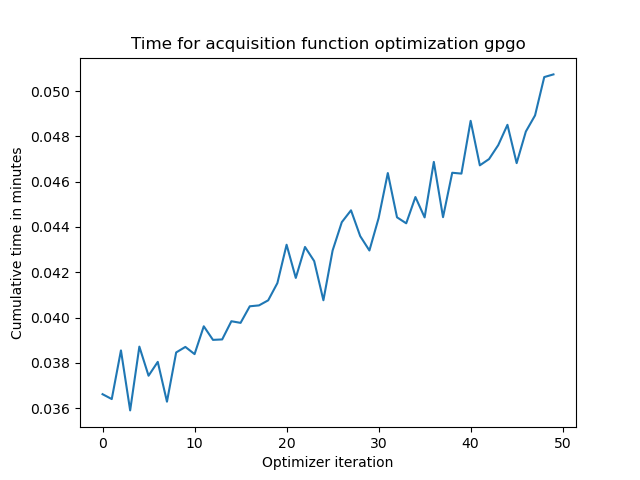 Time for acquisition function optimization gpgo
0.050
0.048
0.046
0.044
0.042
0.040
0.038
0.036
Cumulative time in minutes
0 10 20 30 40 50
Optimizer iteration